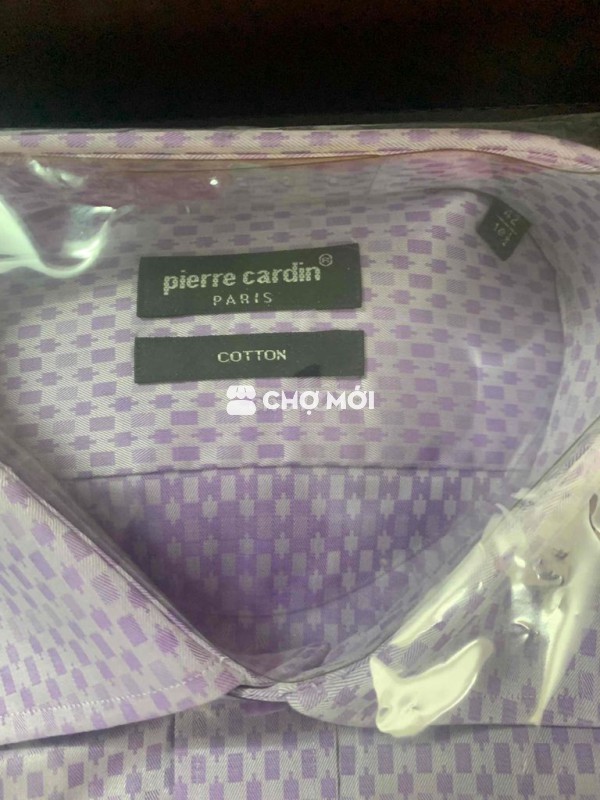 pierre cardin®
PARIS
COTTON
CHỢ MỚI